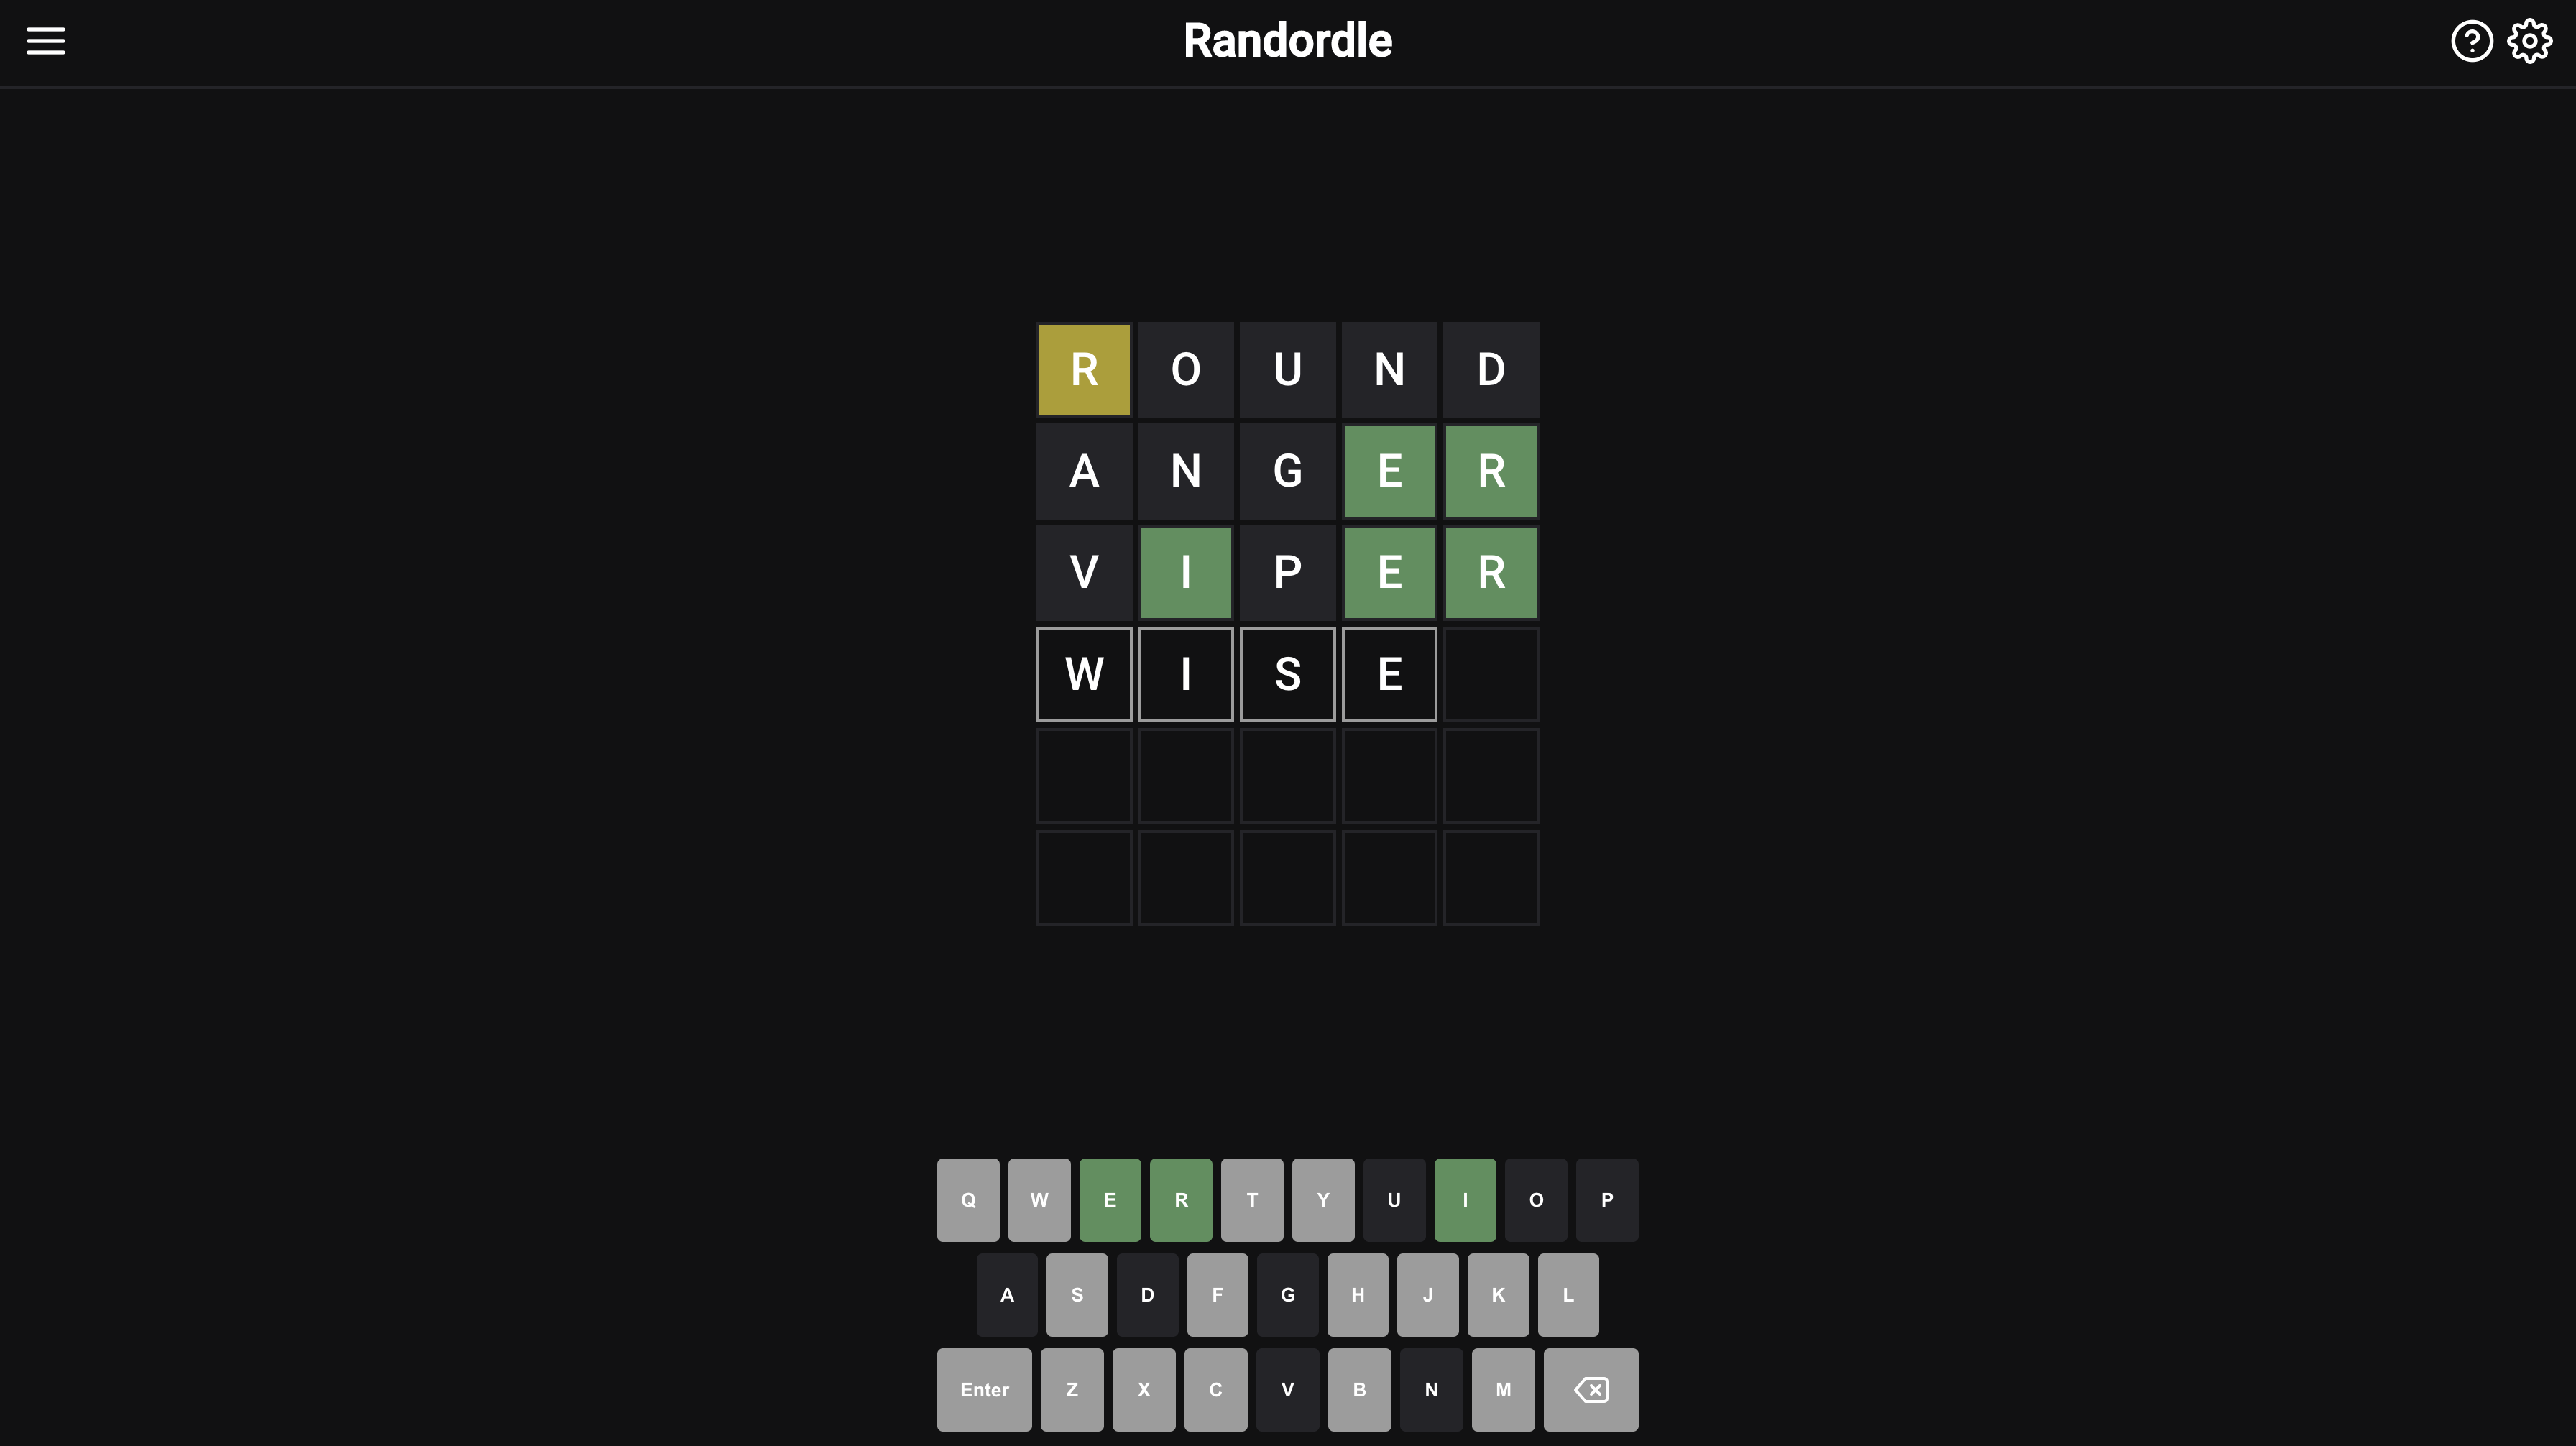 Randordle
R O U N D
A N G E R
V I P E R
W I S E
Q W E R T Y U I O P
A S D F G H J K L
Enter Z X C V B N M